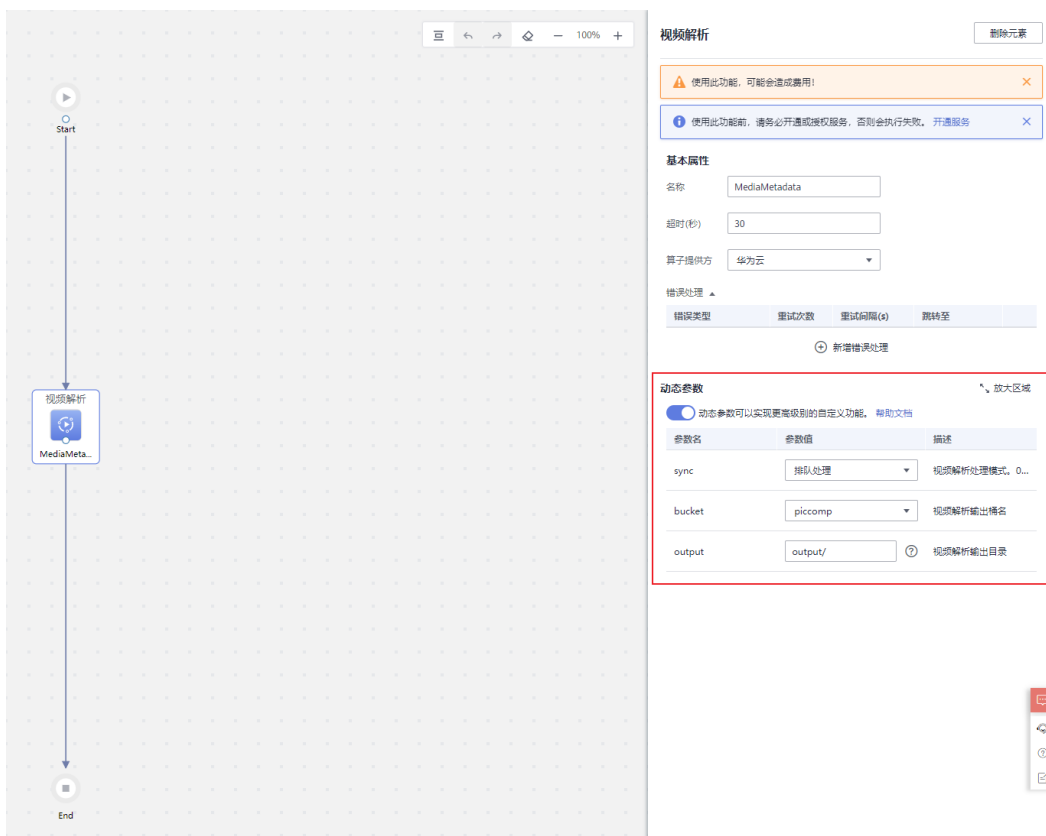 100%
Start
视频解析
MediaMeta...
End
视频解析
删除元素
使用此功能，可能会造成费用！
使用此功能前，请务必开通或授权服务，否则会执行失败。 开通服务
基本属性
名称 MediaMetadata
超时(秒) 30
算子提供方 华为云
错误处理
错误类型 重试次数 重试间隔(s) 跳转至
新增错误处理
动态参数 放大区域
动态参数可以实现更高级别的自定义功能。 帮助文档
参数名 参数值 描述
sync 排队处理 视频解析处理模式。0...
bucket piccomp 视频解析输出桶名
output output/ 视频解析输出目录